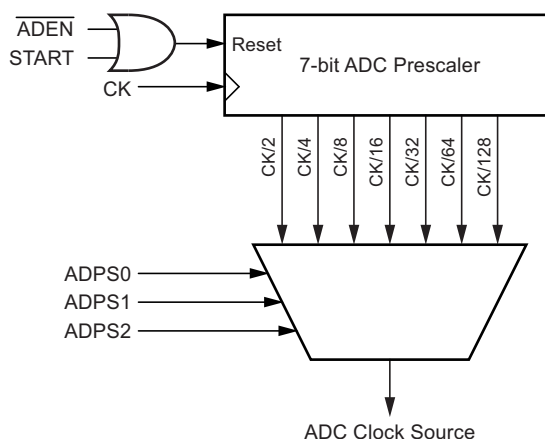 ADEN
START
CK
Reset
7-bit ADC Prescaler
CK/2
CK/4
CK/8
CK/16
CK/32
CK/64
CK/128
ADPS0
ADPS1
ADPS2
ADC Clock Source